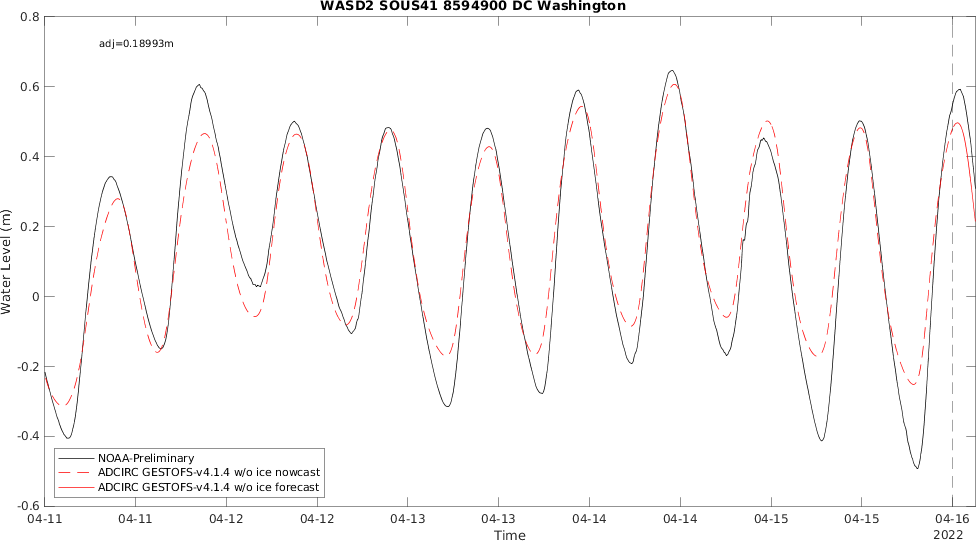 WASD2 SOUS41 8594900 DC Washington
adj=0.18993m
0.8
0.6
0.4
0.2
0
-0.2
-0.4
-0.6
Water Level (m)
NOAA-Preliminary
ADCIRC GESTOFS-v4.1.4 w/o ice nowcast
ADCIRC GESTOFS-v4.1.4 w/o ice forecast
04-11 04-11 04-12 04-12 04-13 04-13 04-14 04-14 04-15 04-15 04-16
Time
2022